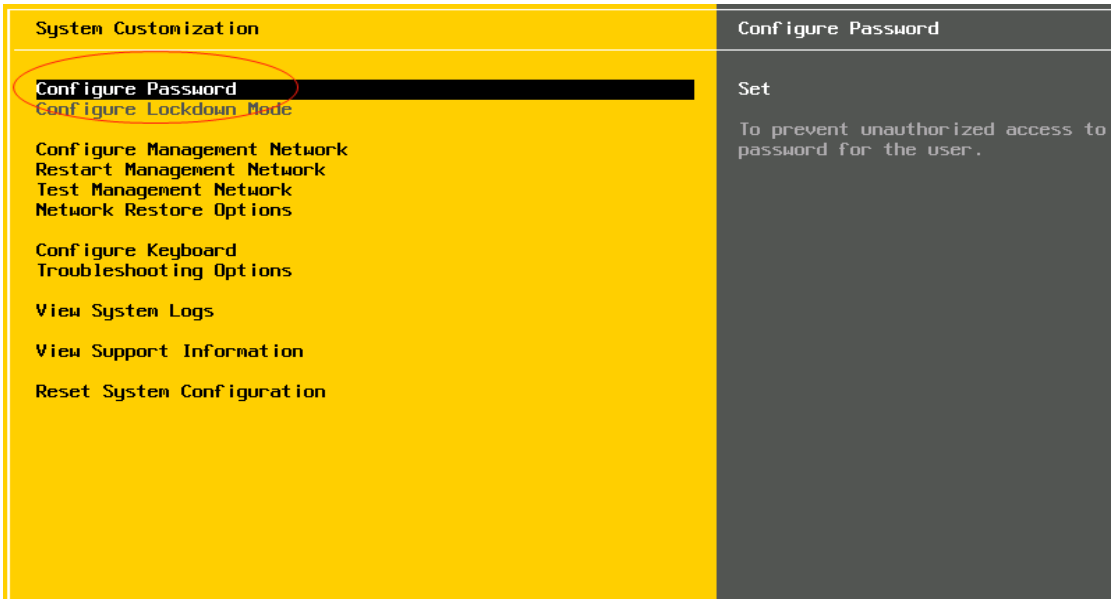 System Customization
Configure Password
Configure Lockdown Mode
Configure Management Network
Restart Management Network
Test Management Network
Network Restore Options
Configure Keyboard
Troubleshooting Options
View System Logs
View Support Information
Reset System Configuration
Configure Password
Set
To prevent unauthorized access to
password for the user.